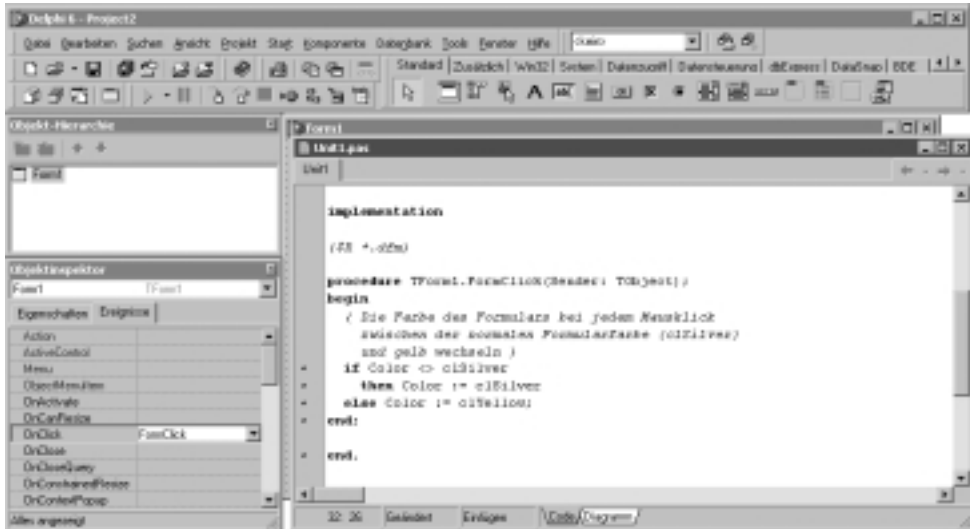 Delphi 6 - Project2
Datei Bearbeiten Suchen Ansicht Projekt Start Komponente Datenbank Tools Fenster Hilfe
Standard Zusätzlich Win32 System Datenzugriff Datensteuerung dbExpress DataSnap BDE
Objekt-Hierarchie
Form1
Form1
Unit1.pas
Unit1
implementation
{$R *.dfm}
procedure TForm1.FormClick(Sender: TObject);
begin
{ Die Farbe des Formulars bei jedem Mausklick
zwischen der normalen Formularfarbe (clSilver)
und gelb wechseln }
if Color <> clSilver
then Color := clSilver
else Color := clYellow;
end;
end.
Objektinspektor
Form1 TForm1
Eigenschaften Ereignisse
Action
ActiveControl
Menu
ObjectMenuItem
OnActivate
OnCanResize
OnClick FormClick
OnClose
OnCloseQuery
OnConstrainedResize
OnContextPopup
Alles angezeigt
32: 26 Geändert Einfügen Code Diagramm